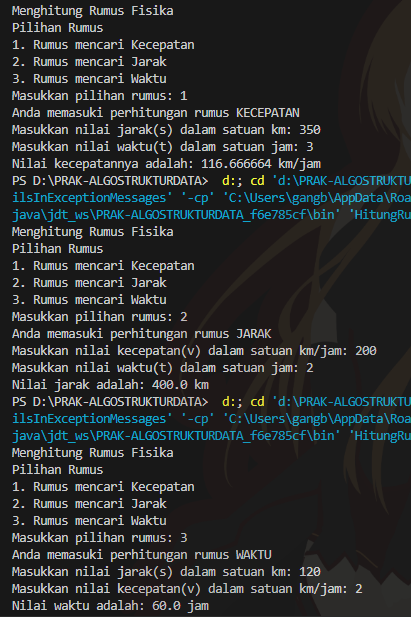 Menghitung Rumus Fisika
Pilihan Rumus
1. Rumus mencari Kecepatan
2. Rumus mencari Jarak
3. Rumus mencari Waktu
Masukkan pilihan rumus: 1
Anda memasuki perhitungan rumus KECEPATAN
Masukkan nilai jarak(s) dalam satuan km: 350
Masukkan nilai waktu(t) dalam satuan jam: 3
Nilai kecepatannya adalah: 116.666664 km/jam
PS D:\PRAK-ALGOSTRUKTURDATA>  d:; cd 'd:\PRAK-ALGOSTRUKTU
ilsInExceptionMessages' '-cp' 'C:\Users\gangb\AppData\Roa
java\jdt_ws\PRAK-ALGOSTRUKTURDATA_f6e785cf\bin' 'HitungRu
Menghitung Rumus Fisika
Pilihan Rumus
1. Rumus mencari Kecepatan
2. Rumus mencari Jarak
3. Rumus mencari Waktu
Masukkan pilihan rumus: 2
Anda memasuki perhitungan rumus JARAK
Masukkan nilai kecepatan(v) dalam satuan km/jam: 200
Masukkan nilai waktu(t) dalam satuan jam: 2
Nilai jarak adalah: 400.0 km
PS D:\PRAK-ALGOSTRUKTURDATA>  d:; cd 'd:\PRAK-ALGOSTRUKTU
ilsInExceptionMessages' '-cp' 'C:\Users\gangb\AppData\Roa
java\jdt_ws\PRAK-ALGOSTRUKTURDATA_f6e785cf\bin' 'HitungRu
Menghitung Rumus Fisika
Pilihan Rumus
1. Rumus mencari Kecepatan
2. Rumus mencari Jarak
3. Rumus mencari Waktu
Masukkan pilihan rumus: 3
Anda memasuki perhitungan rumus WAKTU
Masukkan nilai jarak(s) dalam satuan km: 120
Masukkan nilai kecepatan(v) dalam satuan km/jam: 2
Nilai waktu adalah: 60.0 jam